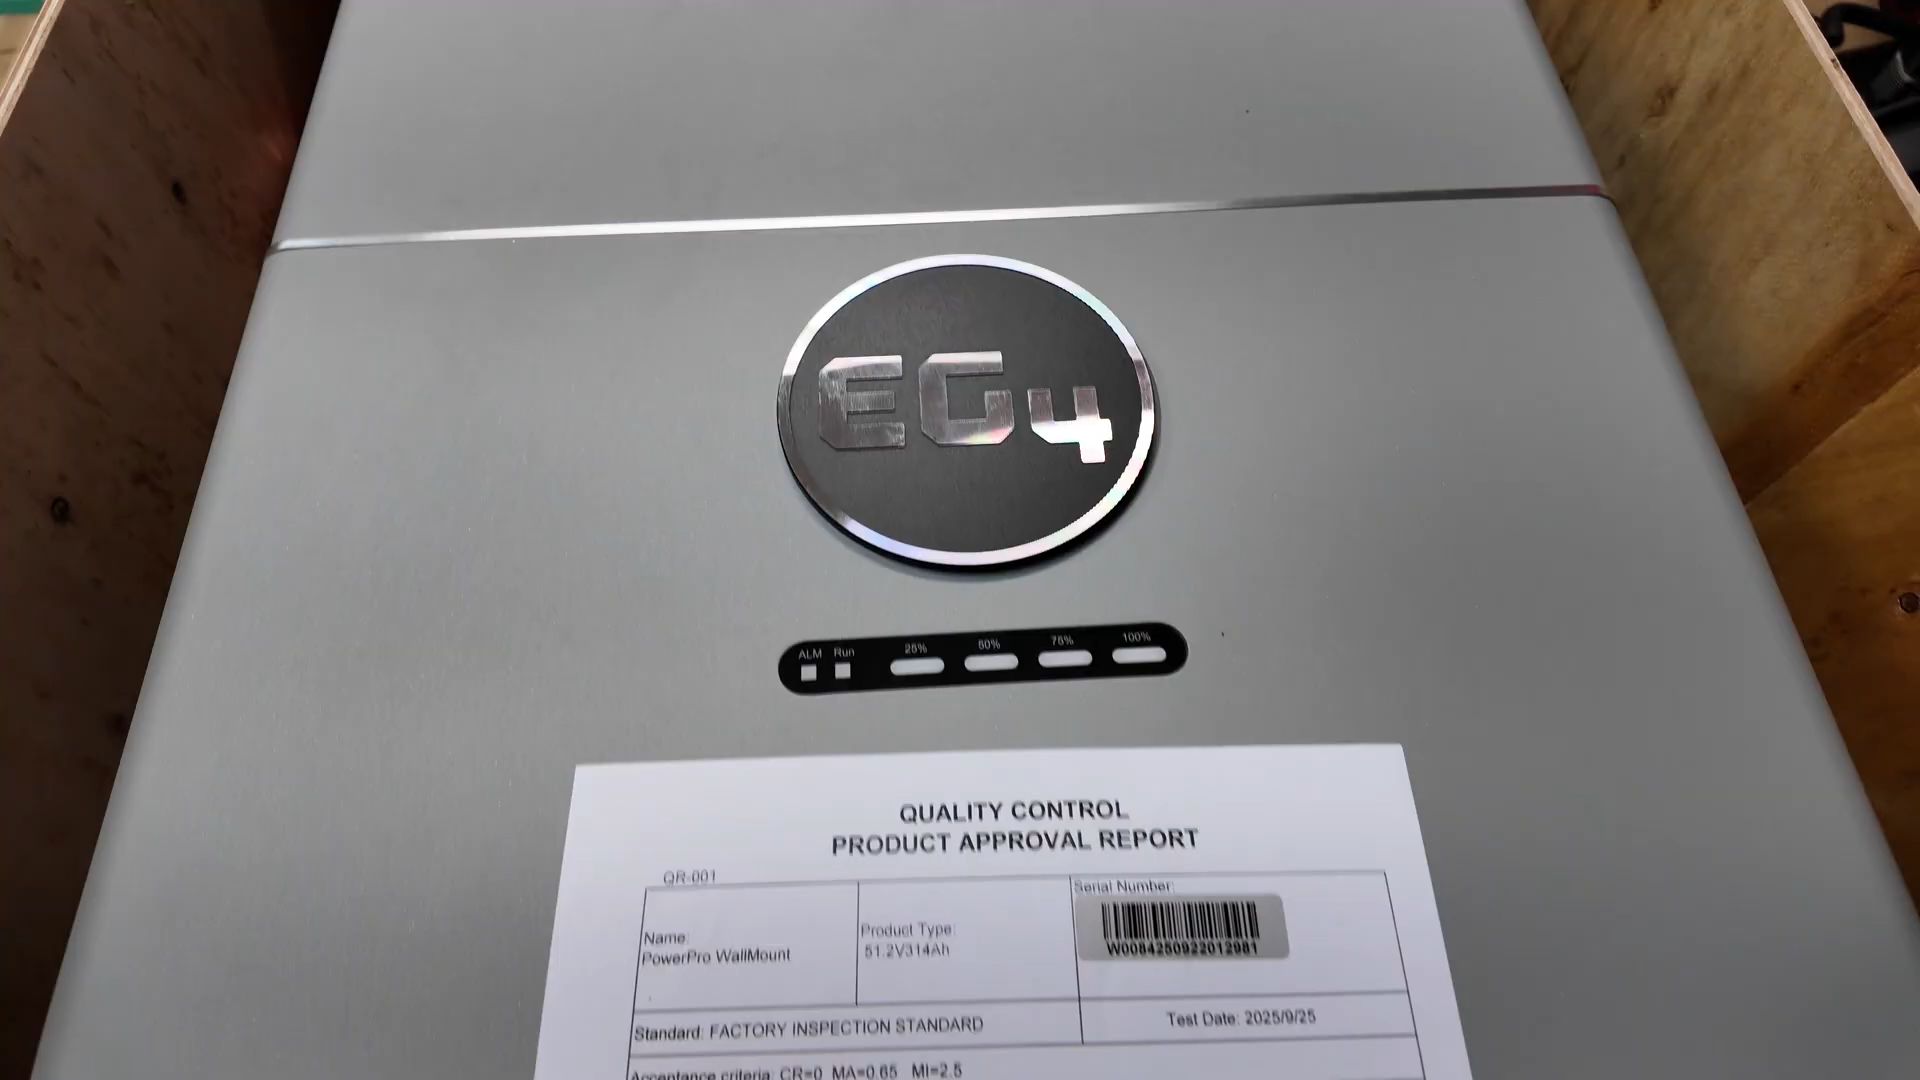 EG4
ALM Run 25% 50% 75% 100%
QUALITY CONTROL
PRODUCT APPROVAL REPORT
QR-001
Name:
PowerPro WallMount
Product Type:
51.2V314Ah
Serial Number:
W0084250922012981
Standard: FACTORY INSPECTION STANDARD
Test Date: 2025/9/25
Acceptance criteria: CR=0 MA=0.65 MI=2.5